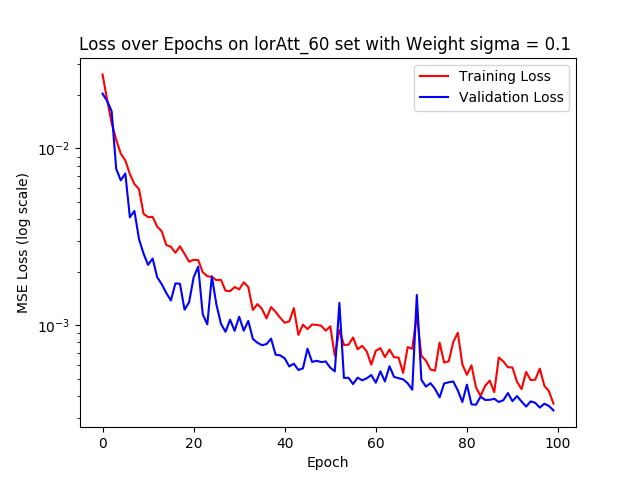 Loss over Epochs on lorAtt_60 set with Weight sigma = 0.1
Training Loss
Validation Loss
MSE Loss (log scale)
10⁻²
10⁻³
0
20
40
60
80
100
Epoch